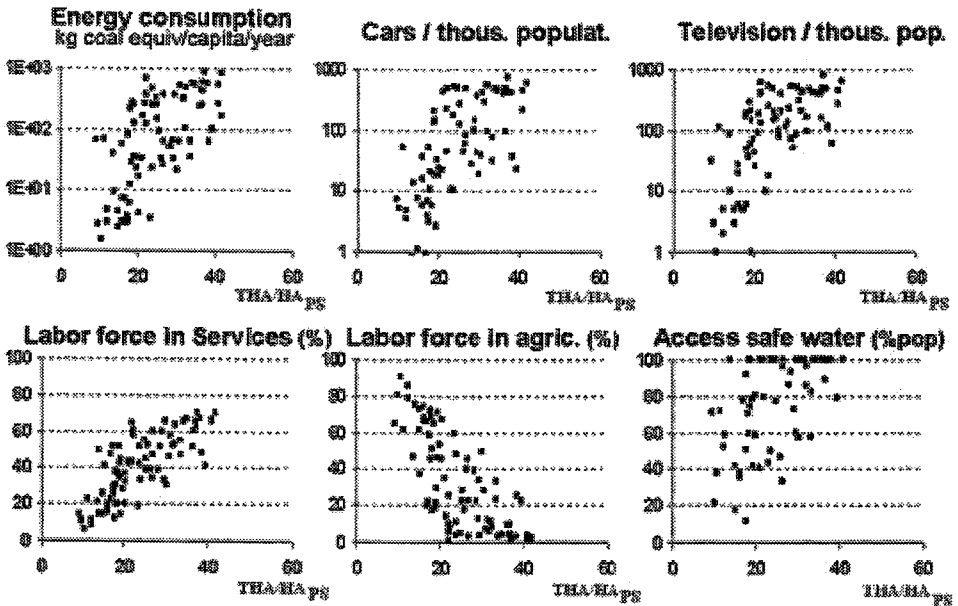 Energy consumption
kg coal equiv/capita/year
Cars / thous. populat.
Television / thous. pop.
1E+03
1E+02
1E+01
1E+00
0 20 40 60
THA/HA PS
1000
100
10
1
0 20 40 60
THA/HA PS
1000
100
10
1
0 20 40 60
THA/HA PS
Labor force in Services (%)
Labor force in agric. (%)
Access safe water (%pop)
100
80
60
40
20
0
0 20 40 60
THA/HA PS
100
80
60
40
20
0
0 20 40 60
THA/HA PS
100
80
60
40
20
0
0 20 40 60
THA/HA PS